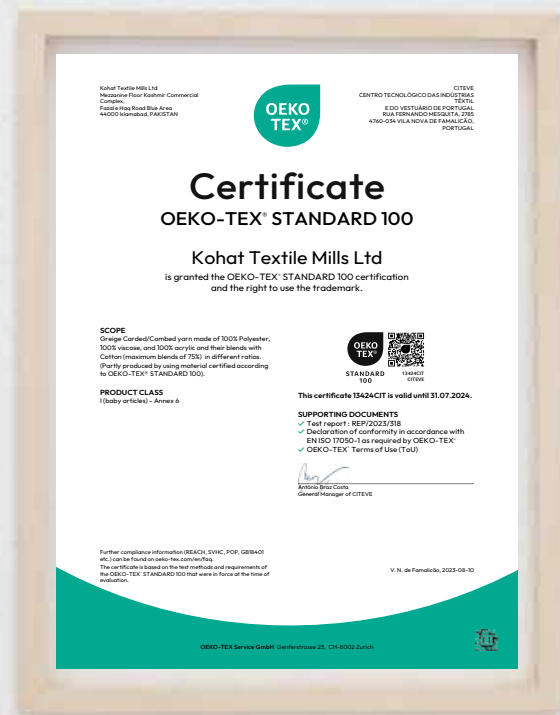 Kohat Textile Mills Ltd
Mezzanine Floor Kashmir Commercial
Complex,
Fazal e Haq Road Blue Area
44000 Islamabad, PAKISTAN
OEKO
TEX®
CITEVE
CENTRO TECNOLÓGICO DAS INDÚSTRIAS
TÊXTIL
E DO VESTUÁRIO DE PORTUGAL
RUA FERNANDO MESQUITA, 2785
4760-034 VILA NOVA DE FAMALICÃO,
PORTUGAL
Certificate
OEKO-TEX® STANDARD 100
Kohat Textile Mills Ltd
is granted the OEKO-TEX® STANDARD 100 certification
and the right to use the trademark.
SCOPE
Greige Carded/Combed yarn made of 100% Polyester,
100% viscose, and 100% acrylic and their blends with
Cotton (maximum blends of 75%) in different ratios.
(Partly produced by using material certified according
to OEKO-TEX® STANDARD 100).
PRODUCT CLASS
I (baby articles) - Annex 6
OEKO
TEX®
STANDARD
100
13424CIT
CITEVE
This certificate 13424CIT is valid until 31.07.2024.
SUPPORTING DOCUMENTS
✓ Test report : REP/2023/318
✓ Declaration of conformity in accordance with
EN ISO 17050-1 as required by OEKO-TEX®
✓ OEKO-TEX® Terms of Use (ToU)
António Braz Costa
General Manager of CITEVE
Further compliance information (REACH, SVHC, POP, GB18401
etc.) can be found on oeko-tex.com/en/faq.
The certificate is based on the test methods and requirements of
the OEKO-TEX® STANDARD 100 that were in force at the time of
evaluation.
V. N. de Famalicão, 2023-08-10
OEKO-TEX Service GmbH Genferstrasse 23, CH-8002 Zurich